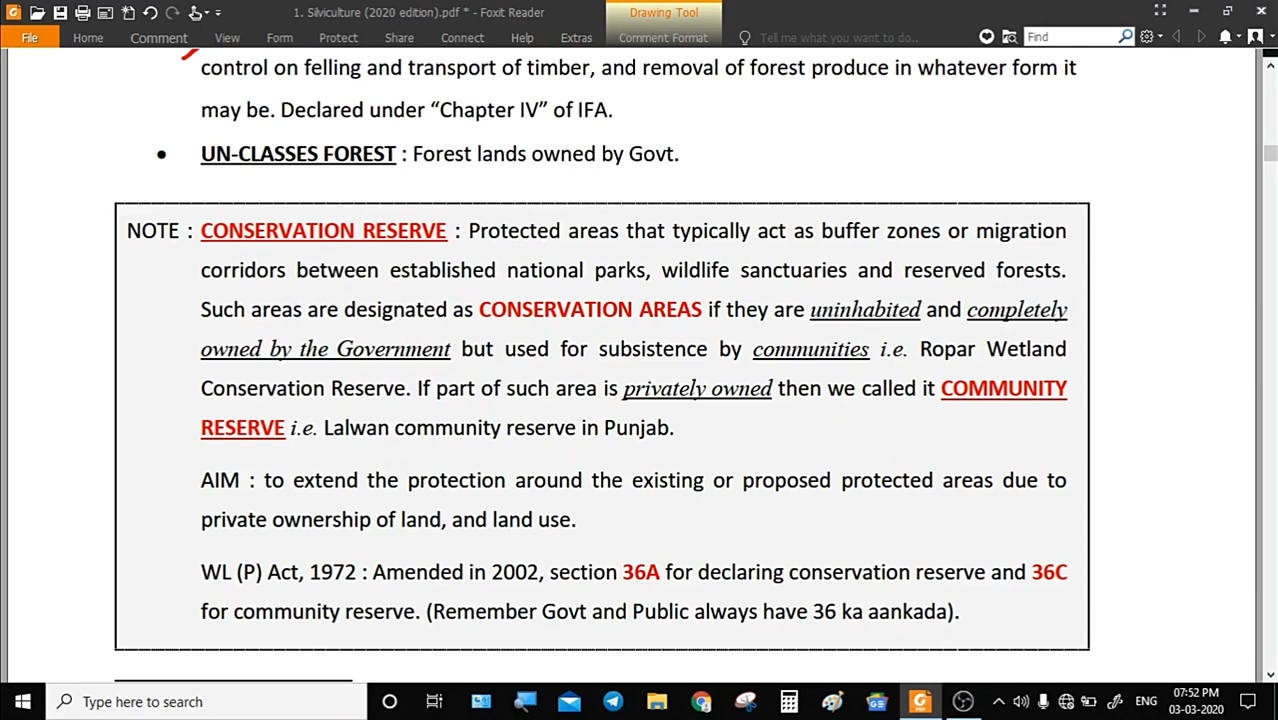 1. Silviculture (2020 edition).pdf * - Foxit Reader
Drawing Tool
File Home Comment View Form Protect Share Connect Help Extras Comment Format Tell me what you want to do.. Find
control on felling and transport of timber, and removal of forest produce in whatever form it
may be. Declared under “Chapter IV” of IFA.
• UN-CLASSES FOREST : Forest lands owned by Govt.
NOTE : CONSERVATION RESERVE : Protected areas that typically act as buffer zones or migration
corridors between established national parks, wildlife sanctuaries and reserved forests.
Such areas are designated as CONSERVATION AREAS if they are uninhabited and completely
owned by the Government but used for subsistence by communities i.e. Ropar Wetland
Conservation Reserve. If part of such area is privately owned then we called it COMMUNITY
RESERVE i.e. Lalwan community reserve in Punjab.
AIM : to extend the protection around the existing or proposed protected areas due to
private ownership of land, and land use.
WL (P) Act, 1972 : Amended in 2002, section 36A for declaring conservation reserve and 36C
for community reserve. (Remember Govt and Public always have 36 ka aankada).
Type here to search
ENG
07:52 PM
03-03-2020